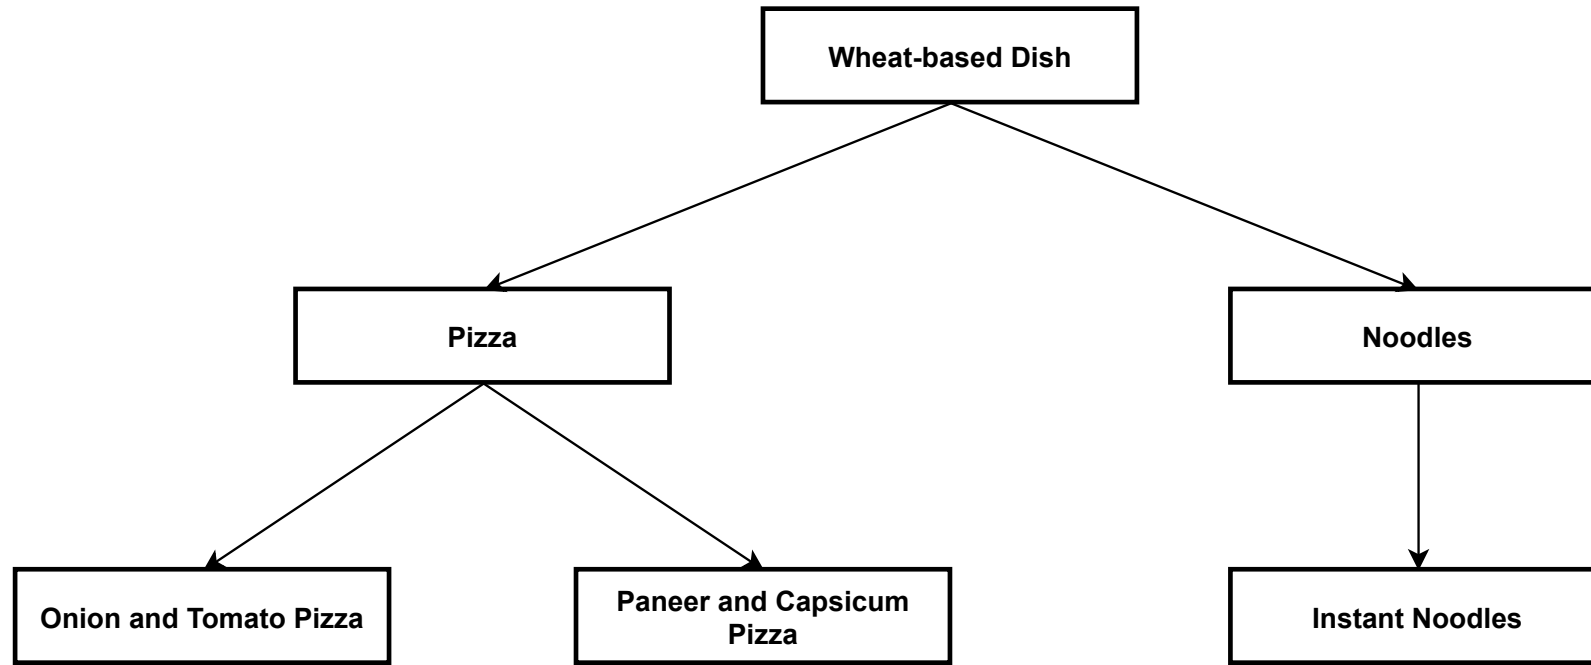 Wheat-based Dish
Pizza
Noodles
Onion and Tomato Pizza
Paneer and Capsicum
Pizza
Instant Noodles